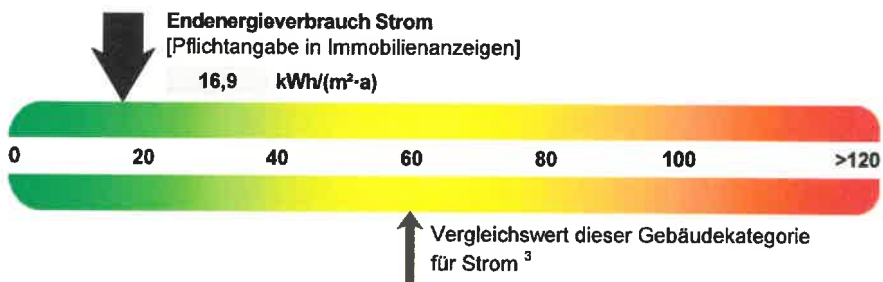 Endenergieverbrauch Strom
[Pflichtangabe in Immobilienanzeigen]
16,9 kWh/(m²·a)
0 20 40 60 80 100 >120
Vergleichswert dieser Gebäudekategorie
für Strom ³